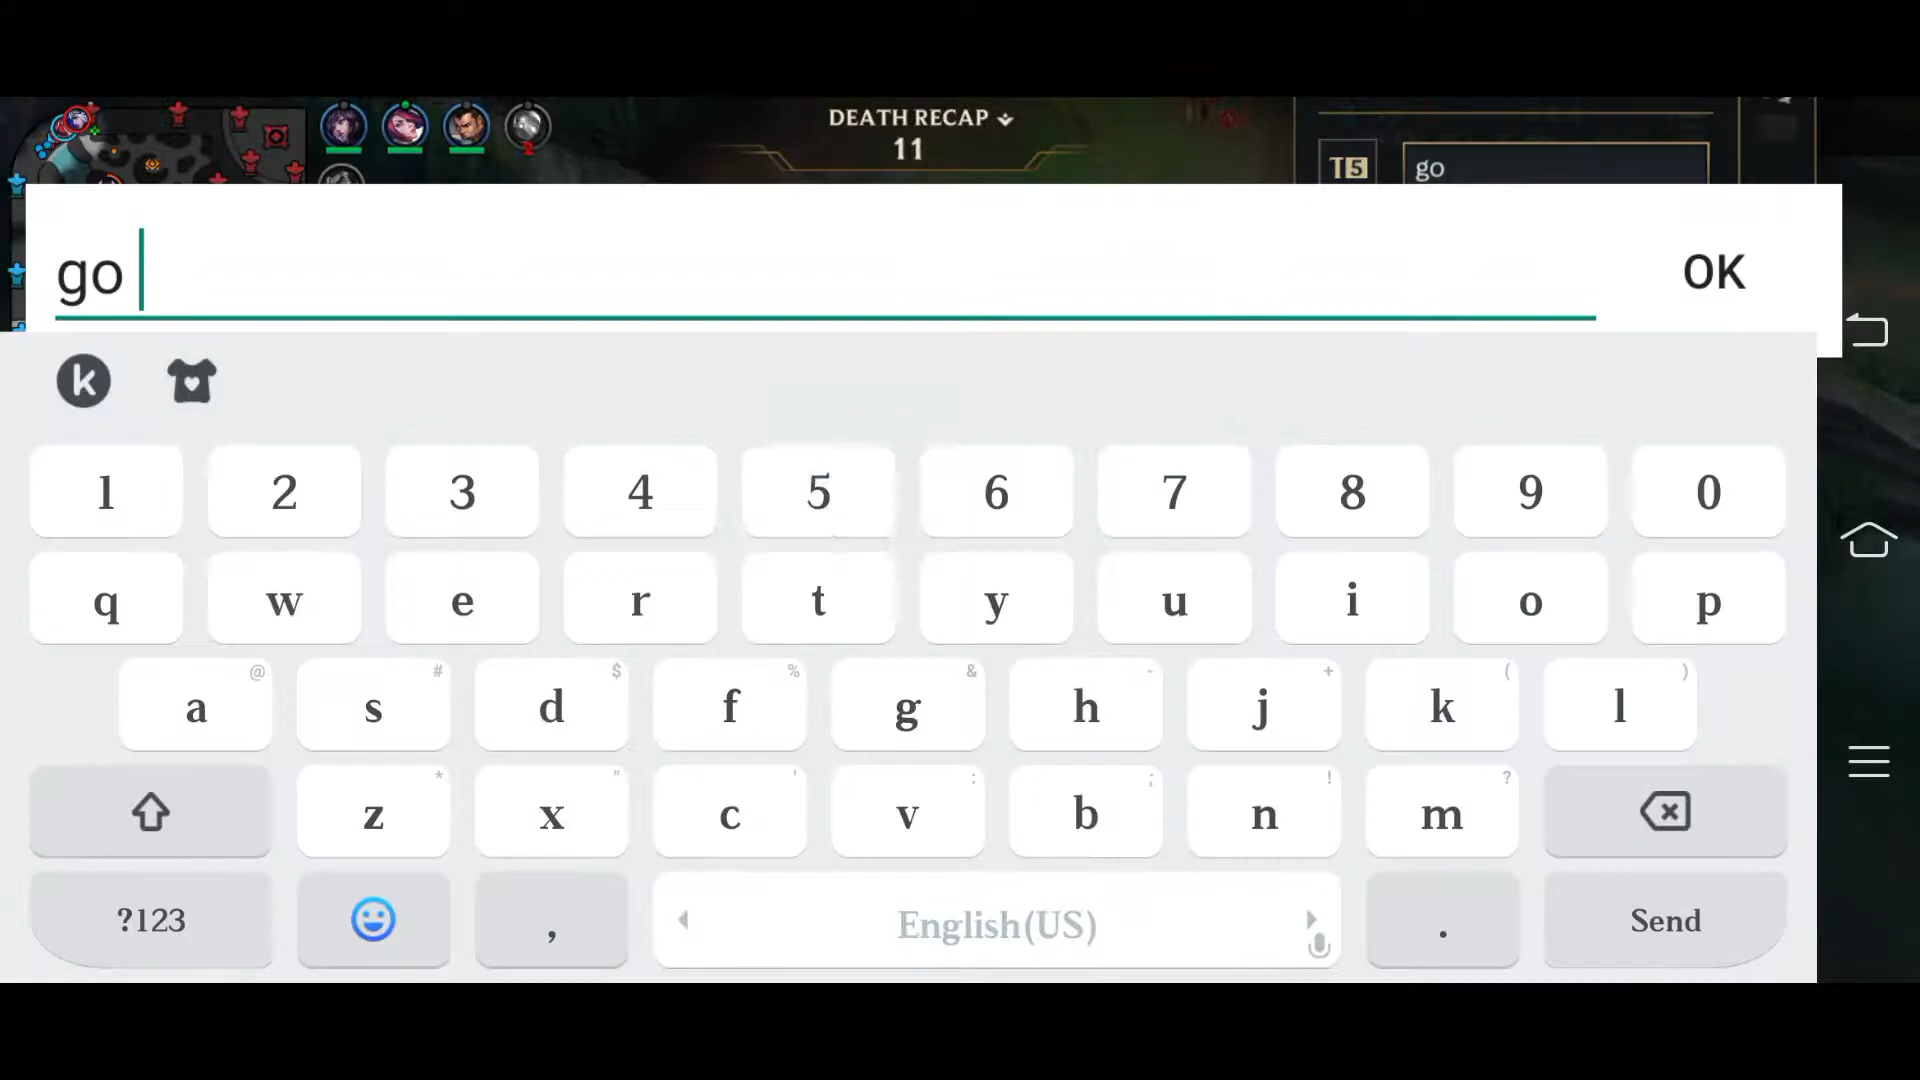 DEATH RECAP
11
2
T5 go
go
OK
k
1 2 3 4 5 6 7 8 9 0
q w e r t y u i o p
@ # $ % & - + ( )
a s d f g h j k l
* " ' : ; ! ?
z x c v b n m
?123 , English(US) . Send